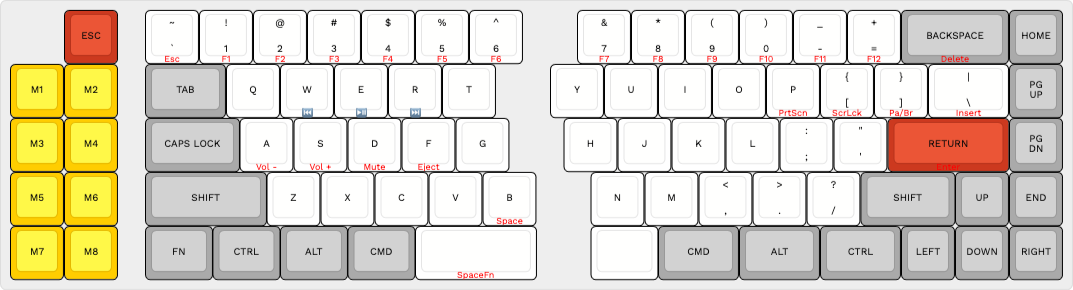 ESC ~ ! @ # $ % ^ & * ( ) _ +
` 1 2 3 4 5 6 7 8 9 0 - = BACKSPACE HOME
Esc F1 F2 F3 F4 F5 F6 F7 F8 F9 F10 F11 F12 Delete
M1 M2 TAB Q W E R T Y U I O P { [ } ] | \ PG UP
⏮ ⏯ ⏭ PrtScn ScrLck Pa/Br Insert
M3 M4 CAPS LOCK A S D F G H J K L : ; " ' RETURN PG DN
Vol - Vol + Mute Eject Enter
M5 M6 SHIFT Z X C V B N M < , > . ? / SHIFT UP END
Space
M7 M8 FN CTRL ALT CMD CMD ALT CTRL LEFT DOWN RIGHT
SpaceFn